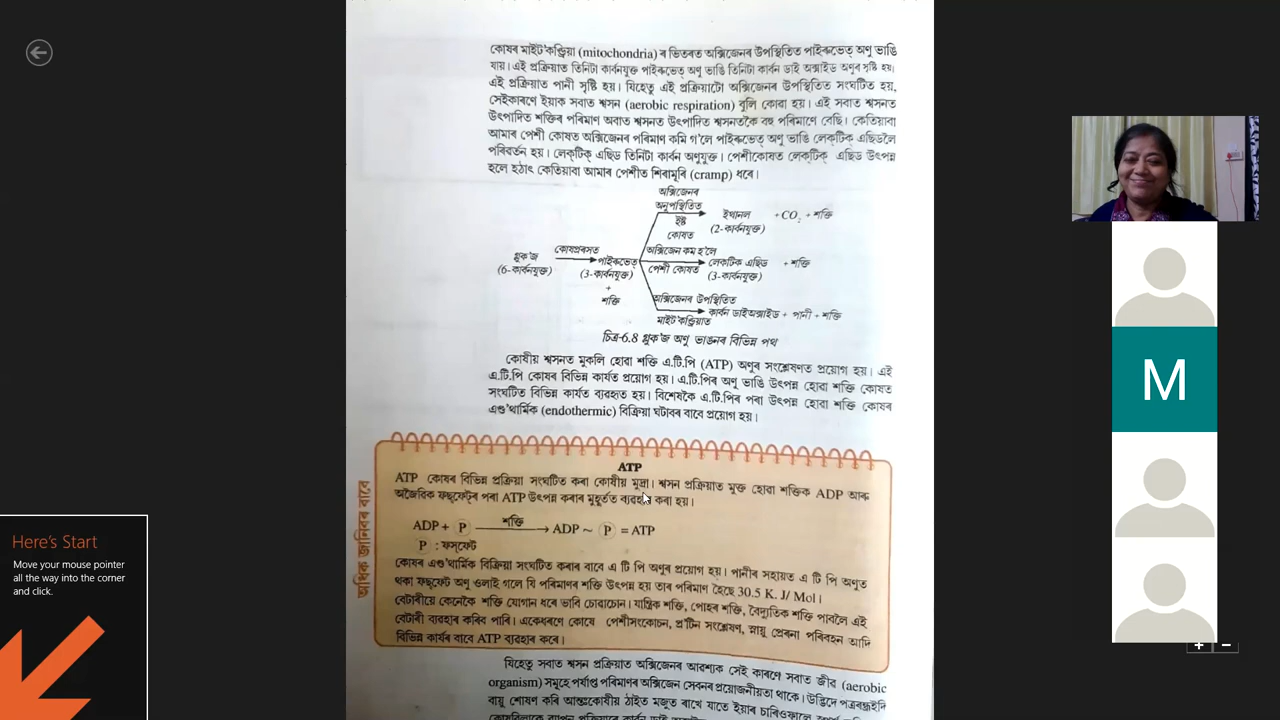 কোষৰ মাইট'কণ্ড্ৰিয়া (mitochondria) ৰ ভিতৰত অক্সিজেনৰ উপস্থিতিত পাইৰুভেত্ অণু ভাঙি
যায়। এই প্ৰক্ৰিয়াত তিনিটা কাৰ্বনযুক্ত পাইৰুভেত্ অণু ভাঙি তিনিটা কাৰ্বন ডাই অক্সাইড অণুৰ সৃষ্টি হয়।
এই প্ৰক্ৰিয়াত পানী সৃষ্টি হয়। যিহেতু এই প্ৰক্ৰিয়াটো অক্সিজেনৰ উপস্থিতিত সংঘটিত হয়,
সেইকাৰণে ইয়াক সবাত শ্বসন (aerobic respiration) বুলি কোৱা হয়। এই সবাত শ্বসনত
উৎপাদিত শক্তিৰ পৰিমাণ অবাত শ্বসনত উৎপাদিত শ্বসনতকৈ বহু পৰিমাণে বেছি। কেতিয়াবা
আমাৰ পেশী কোষত অক্সিজেনৰ পৰিমাণ কমি গ'লে পাইৰুভেত্ অণু ভাঙি লেক্‌টিক এছিডলৈ
পৰিবৰ্তন হয়। লেক্‌টিক্ এছিড তিনিটা কাৰ্বন অণুযুক্ত। পেশীকোষত লেক্‌টিক্ এছিড উৎপন্ন
হলে হঠাৎ কেতিয়াবা আমাৰ পেশীত শিৰামূৰি (cramp) ধৰে।
অক্সিজেনৰ
অনুপস্থিতিত
ইষ্ট
কোষত
ইথানল + CO₂ + শক্তি
(2-কাৰ্বনযুক্ত)
গ্লুক'জ
(6-কাৰ্বনযুক্ত)
কোষপ্ৰৰসত
পাইৰুভেত্
(3-কাৰ্বনযুক্ত)
+
শক্তি
অক্সিজেন কম হ'লে
পেশী কোষত
লেকটিক এছিড + শক্তি
(3-কাৰ্বনযুক্ত)
অক্সিজেনৰ উপস্থিতিত
মাইট'কণ্ড্ৰিয়াত
কাৰ্বন ডাইঅক্সাইড + পানী + শক্তি
চিত্ৰ-6.8 গ্লুক'জ অণু ভাঙনৰ বিভিন্ন পথ
কোষীয় শ্বসনত মুকলি হোৱা শক্তি এ.টি.পি (ATP) অণুৰ সংশ্লেষণত প্ৰয়োগ হয়। এই
এ.টি.পি কোষৰ বিভিন্ন কাৰ্যত প্ৰয়োগ হয়। এ.টি.পিৰ অণু ভাঙি উৎপন্ন হোৱা শক্তি কোষত
সংঘটিত বিভিন্ন কাৰ্যত ব্যৱহৃত হয়। বিশেষকৈ এ.টি.পিৰ পৰা উৎপন্ন হোৱা শক্তি কোষৰ
এণ্ড'থাৰ্মিক (endothermic) বিক্ৰিয়া ঘটাবৰ বাবে প্ৰয়োগ হয়।
অধিক জানিবৰ বাবে
ATP
ATP কোষৰ বিভিন্ন প্ৰক্ৰিয়া সংঘটিত কৰা কোষীয় মুদ্ৰা। শ্বসন প্ৰক্ৰিয়াত মুক্ত হোৱা শক্তিক ADP আৰু
অজৈৱিক ফছ্‌ফেট্‌ৰ পৰা ATP উৎপন্ন কৰাৰ মুহূৰ্তত ব্যৱহাৰ কৰা হয়।
ADP + P শক্তি → ADP ~ P = ATP
P : ফস্‌ফেট
কোষৰ এণ্ড'থাৰ্মিক বিক্ৰিয়া সংঘটিত কৰাৰ বাবে এ টি পি অণুৰ প্ৰয়োগ হয়। পানীৰ সহায়ত এ টি পি অণুত
থকা ফছ্‌ফেট অণু ওলাই গলে যি পৰিমাণৰ শক্তি উৎপন্ন হয় তাৰ পৰিমাণ হৈছে 30.5 K. J/ Mol।
বেটাৰীয়ে কেনেকৈ শক্তি যোগান ধৰে ভাবি চোৱাচোন। যান্ত্ৰিক শক্তি, পোহৰ শক্তি, বৈদ্যুতিক শক্তি পাবলৈ এই
বেটাৰী ব্যৱহাৰ কৰিব পাৰি। একেধৰণে কোষে পেশীসংকোচন, প্ৰ'টিন সংশ্লেষণ, স্নায়ু প্ৰেৰনা পৰিবহন আদি
বিভিন্ন কাৰ্যৰ বাবে ATP ব্যৱহাৰ কৰে।
যিহেতু সবাত শ্বসন প্ৰক্ৰিয়াত অক্সিজেনৰ আৱশ্যক সেই কাৰণে সবাত জীৱ (aerobic
organism) সমূহে পৰ্যাপ্ত পৰিমাণৰ অক্সিজেন সেৱনৰ প্ৰয়োজনীয়তা থাকে। উদ্ভিদে পত্ৰৰন্ধ্ৰইদি
বায়ু শোষণ কৰি আন্তঃকোষীয় ঠাইত মজুত ৰাখে যাতে ইয়াৰ চাৰিওফালে
Here's Start
Move your mouse pointer
all the way into the corner
and click.
M